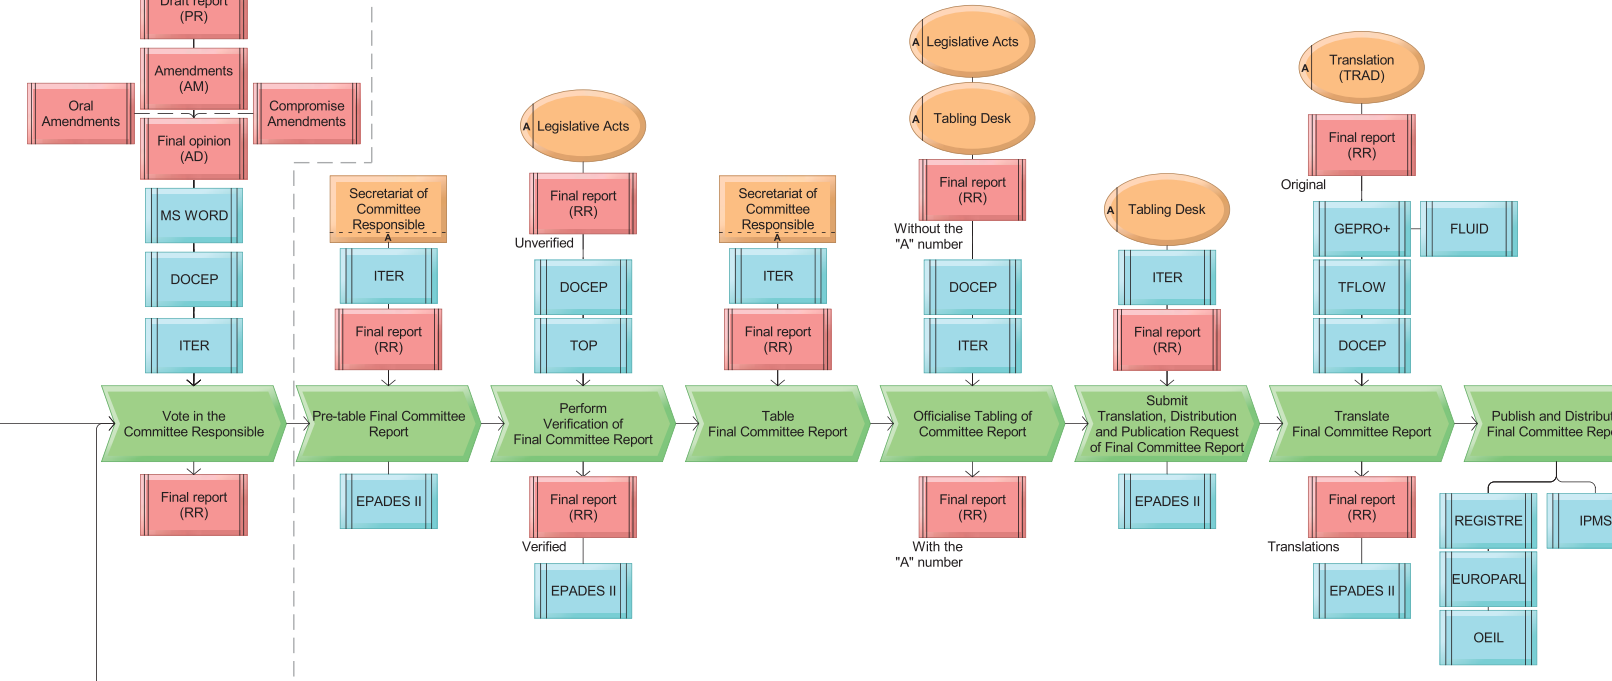 Draft report
(PR)
Amendments
(AM)
Oral
Amendments
Compromise
Amendments
Final opinion
(AD)
MS WORD
DOCEP
ITER
Vote in the
Committee Responsible
Final report
(RR)
Secretariat of
Committee
Responsible
A
ITER
Final report
(RR)
Pre-table Final Committee
Report
EPADES II
A
Legislative Acts
Final report
(RR)
Unverified
DOCEP
TOP
Perform
Verification of
Final Committee Report
Final report
(RR)
Verified
EPADES II
Secretariat of
Committee
Responsible
A
ITER
Final report
(RR)
Table
Final Committee Report
A
Legislative Acts
A
Tabling Desk
Final report
(RR)
Without the
"A" number
DOCEP
ITER
Officialise Tabling of
Committee Report
Final report
(RR)
With the
"A" number
A
Tabling Desk
ITER
Final report
(RR)
Submit
Translation, Distribution
and Publication Request
of Final Committee Report
EPADES II
A
Translation
(TRAD)
Final report
(RR)
Original
GEPRO+
FLUID
TFLOW
DOCEP
Translate
Final Committee Report
Final report
(RR)
Translations
EPADES II
Publish and Distribut
Final Committee Repo
REGISTRE
IPMS
EUROPARL
OEIL